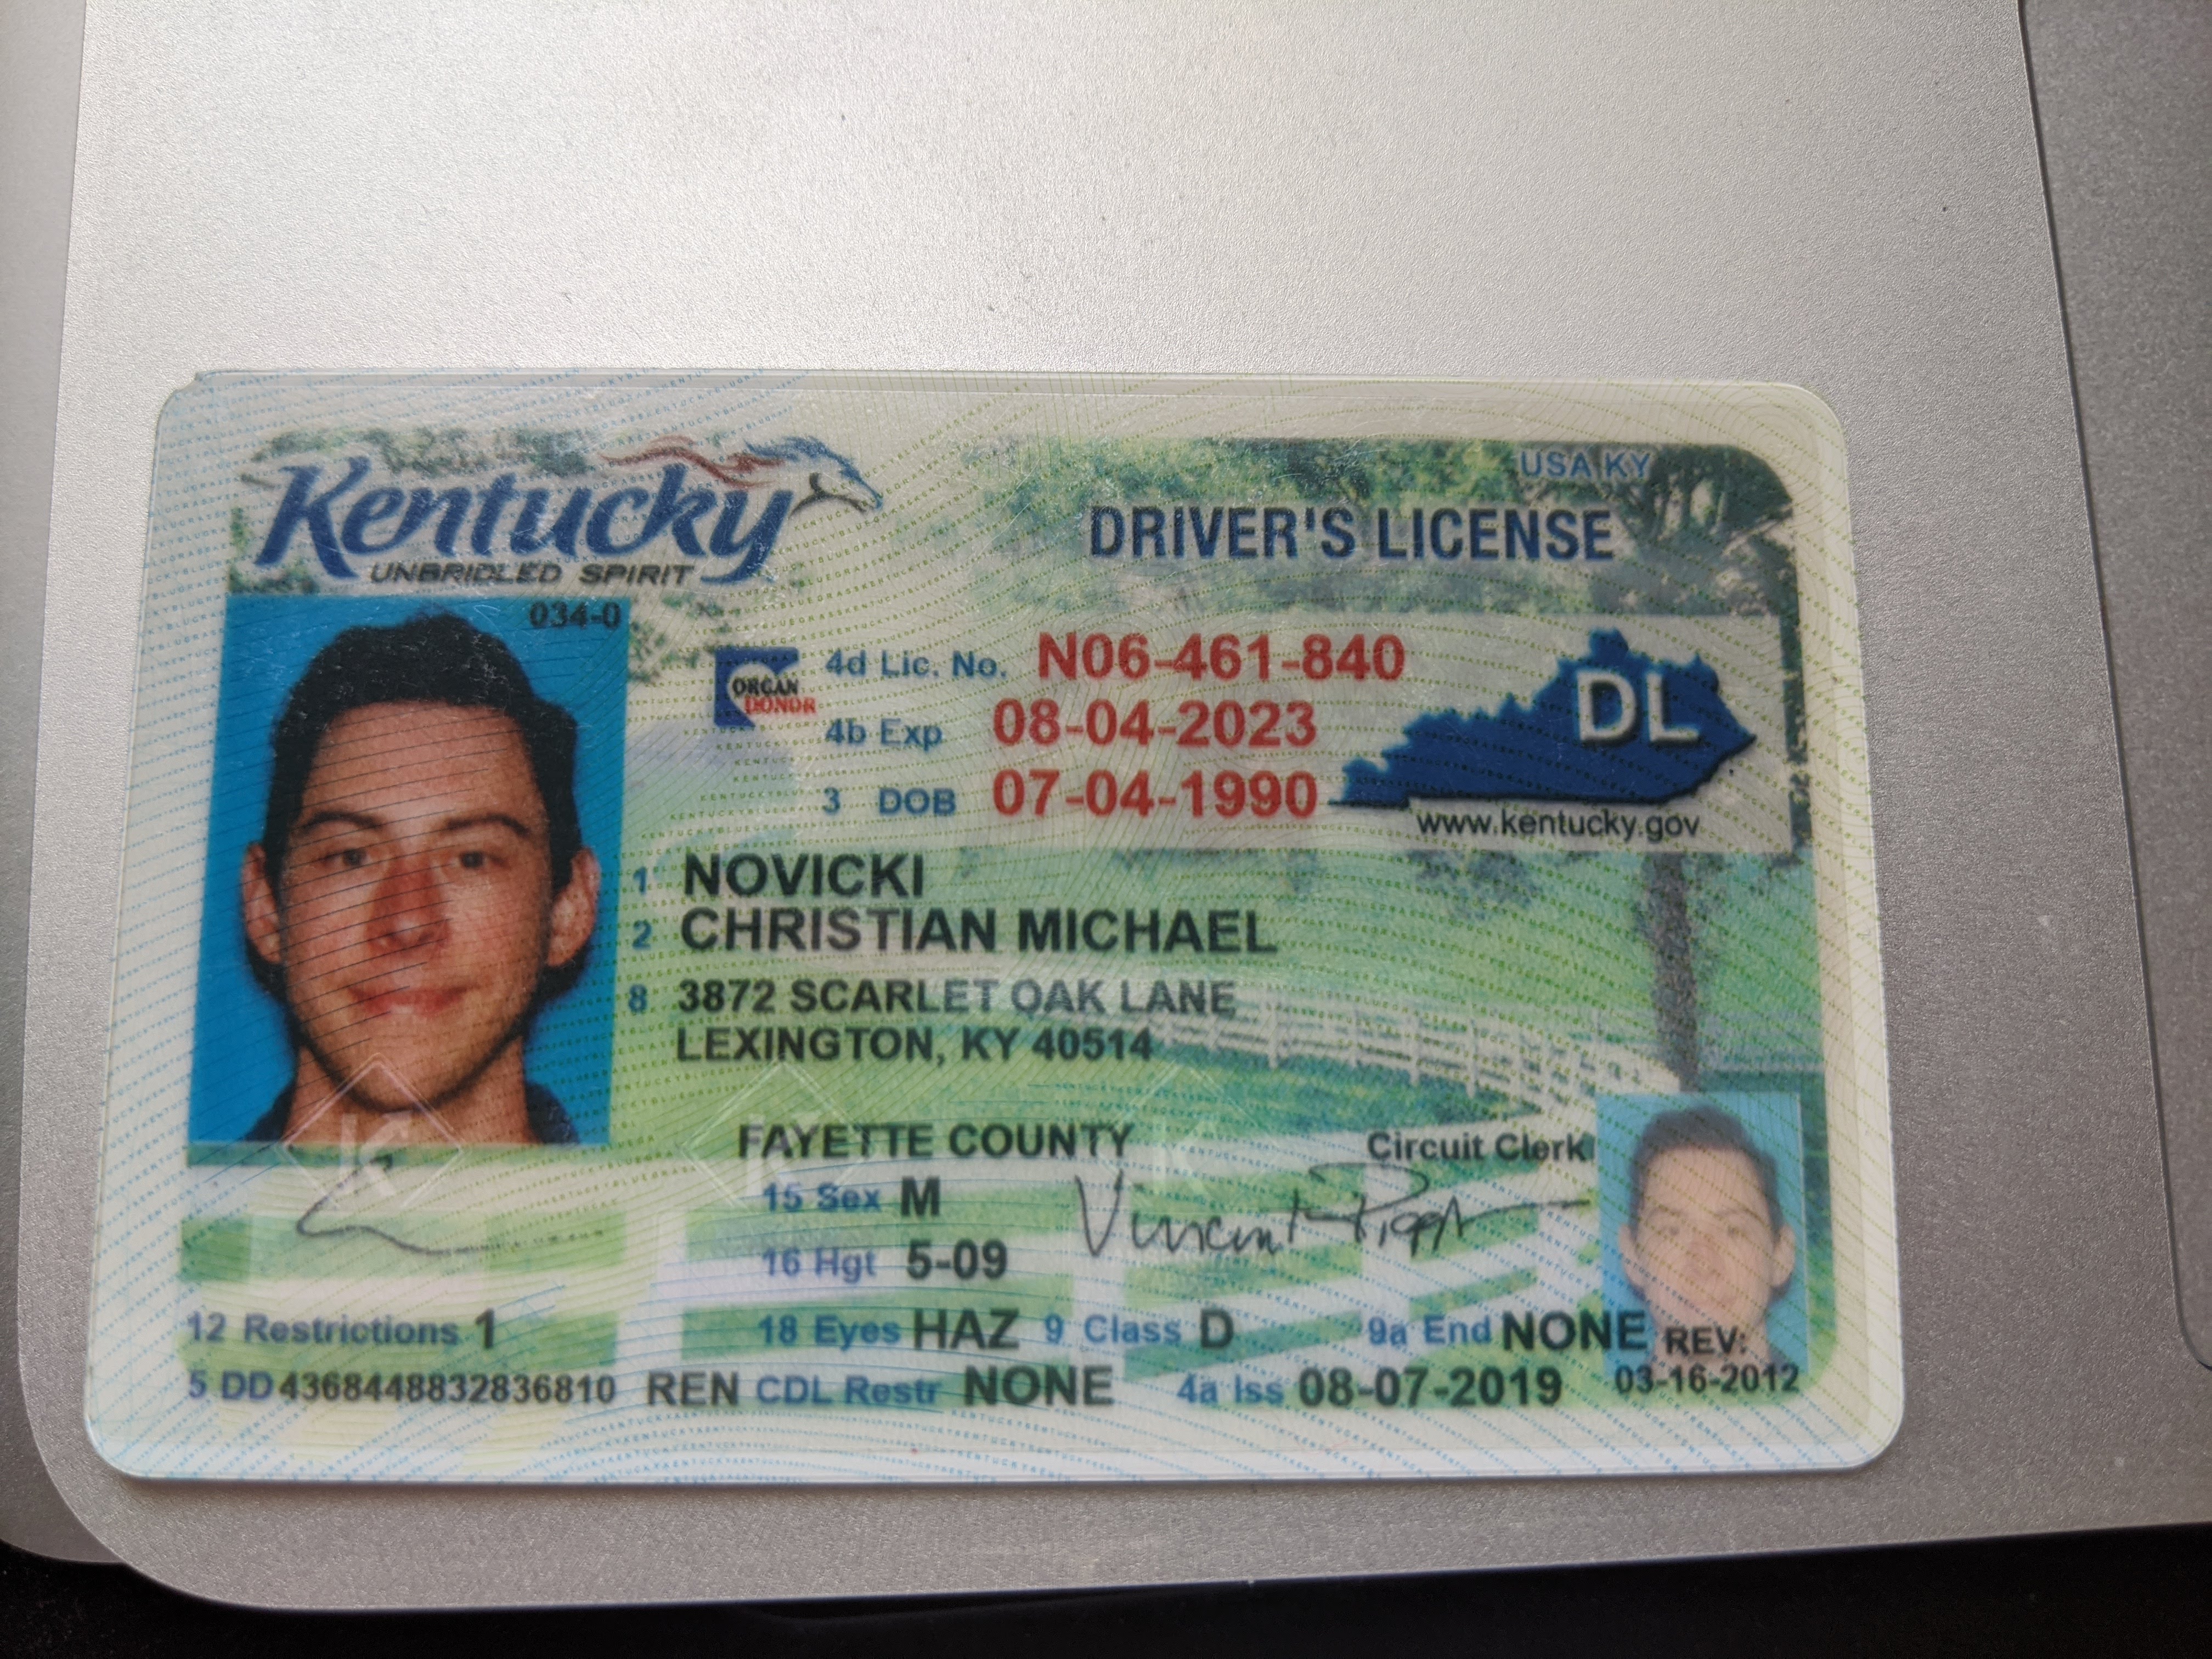 Kentucky
UNBRIDLED SPIRIT
USA KY
DRIVER'S LICENSE
034-0
ORGAN
DONOR
4d Lic. No. N06-461-840
4b Exp 08-04-2023
3 DOB 07-04-1990
DL
www.kentucky.gov
1 NOVICKI
2 CHRISTIAN MICHAEL
8 3872 SCARLET OAK LANE
LEXINGTON, KY 40514
FAYETTE COUNTY
Circuit Clerk
15 Sex M
16 Hgt 5-09
12 Restrictions 1
18 Eyes HAZ 9 Class D
9a End NONE
REV:
03-16-2012
5 DD 4368448832836810 REN CDL Restr NONE
4a Iss 08-07-2019